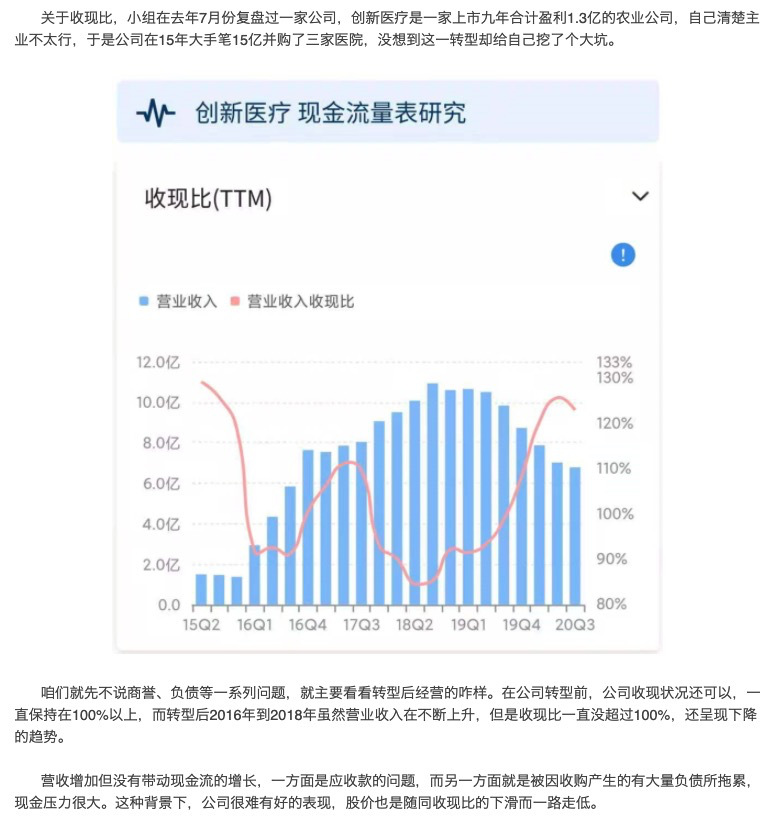 关于收现比，小组在去年7月份复盘过一家公司，创新医疗是一家上市九年合计盈利1.3亿的农业公司，自己清楚主
业不太行，于是公司在15年大手笔15亿并购了三家医院，没想到这一转型却给自己挖了个大坑。
创新医疗 现金流量表研究
收现比(TTM)
!
营业收入 营业收入收现比
12.0亿 133%
130%
10.0亿
120%
8.0亿
110%
6.0亿
100%
4.0亿
90%
2.0亿
0.0 80%
15Q2 16Q1 16Q4 17Q3 18Q2 19Q1 19Q4 20Q3
咱们就先不说商誉、负债等一系列问题，就主要看看转型后经营的咋样。在公司转型前，公司收现状况还可以，一
直保持在100%以上，而转型后2016年到2018年虽然营业收入在不断上升，但是收现比一直没超过100%，还呈现下降
的趋势。
营收增加但没有带动现金流的增长，一方面是应收款的问题，而另一方面就是被因收购产生的有大量负债所拖累，
现金压力很大。这种背景下，公司很难有好的表现，股价也是随同收现比的下滑而一路走低。